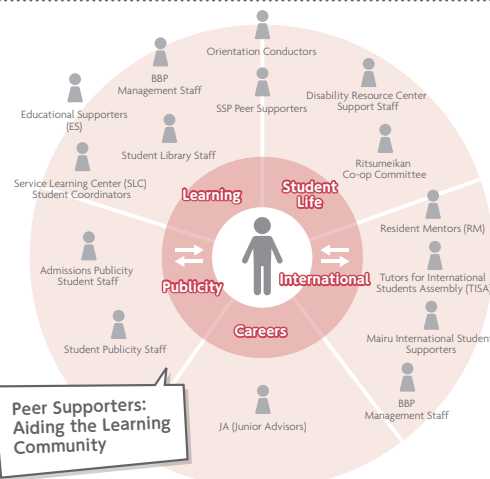 Orientation Conductors
BBP
Management Staff
SSP Peer Supporters
Disability Resource Center
Support Staff
Educational Supporters
(ES)
Student Library Staff
Ritsumeikan
Co-op Committee
Service Learning Center (SLC)
Student Coordinators
Learning
Student
Life
Resident Mentors (RM)
Admissions Publicity
Student Staff
Tutors for International
Students Assembly (TISA)
Publicity
International
Careers
Student Publicity Staff
Mairu International Student
Supporters
BBP
Management Staff
JA (Junior Advisors)
Peer Supporters:
Aiding the Learning
Community